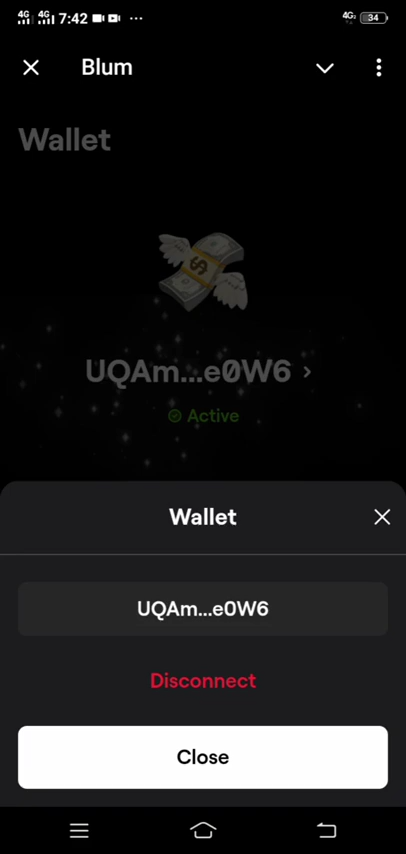 4G 4G 7:42 ... 4G 34
Blum
Wallet
$
UQAm...e0W6 ›
Active
Wallet
UQAm...e0W6
Disconnect
Close